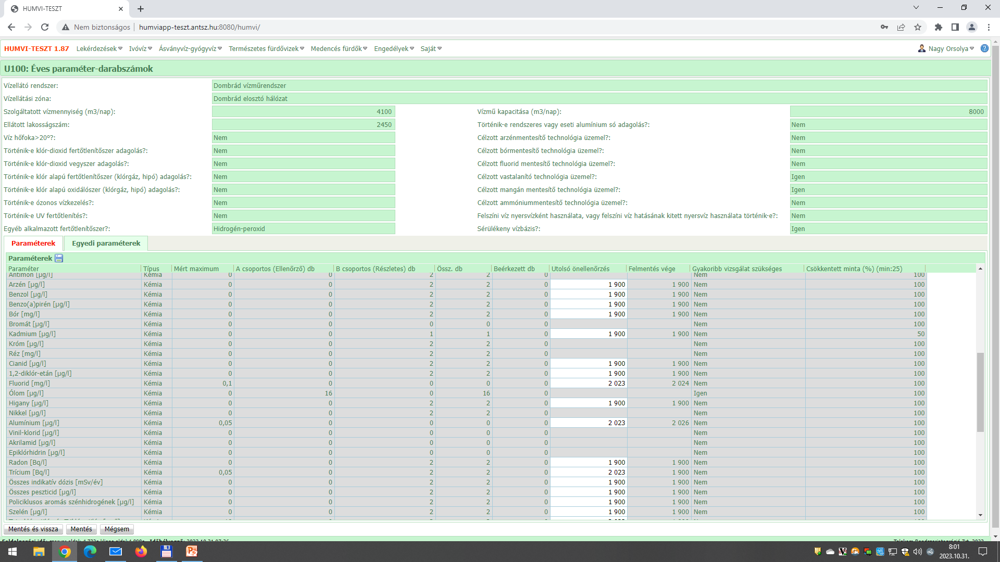 HUMVI-TESZT
Nem biztonságos humviapp-teszt.antsz.hu:8080/humvi/
HUMVI-TESZT 1.87 Lekérdezések Ivóvíz Ásványvíz-gyógyvíz Természetes fürdővizek Medencés fürdők Engedélyek Saját Nagy Orsolya
U100: Éves paraméter-darabszámok
Vízellátó rendszer: Dombrád vízműrendszer
Vízellátási zóna: Dombrád elosztó hálózat
Szolgáltatott vízmennyiség (m3/nap): 4100 Vízmű kapacitása (m3/nap): 8000
Ellátott lakosságszám: 2450 Történik-e rendszeres vagy eseti alumínium só adagolás?: Nem
Víz hőfoka>20º?: Nem Célzott arzénmentesítő technológia üzemel?: Nem
Történik-e klór-dioxid fertőtlenítőszer adagolás?: Nem Célzott bórmentesítő technológia üzemel?: Nem
Történik-e klór-dioxid vegyszer adagolás?: Nem Célzott fluorid mentesítő technológia üzemel?: Nem
Történik-e klór alapú fertőtlenítőszer (klórgáz, hipó) adagolás?: Nem Célzott vastalanító technológia üzemel?: Igen
Történik-e klór alapú oxidálószer (klórgáz, hipó) adagolás?: Nem Célzott mangán mentesítő technológia üzemel?: Igen
Történik-e ózonos vízkezelés?: Nem Célzott ammóniummentesítő technológia üzemel?: Nem
Történik-e UV fertőtlenítés?: Nem Felszíni víz nyersvízként használata, vagy felszíni víz hatásának kitett nyersvíz használata történik-e?: Nem
Egyéb alkalmazott fertőtlenítőszer?: Hidrogén-peroxid Sérülékeny vízbázis?: Igen
Paraméterek Egyedi paraméterek
Paraméterek
Paraméter Típus Mért maximum A csoportos (Ellenőrző) db B csoportos (Részletes) db Össz. db Beérkezett db Utolsó önellenőrzés Felmentés vége Gyakoribb vizsgálat szükséges Csökkentett minta (%) (min:25)
Antimon [µg/l] Kémia 0 0 2 2 0 Nem 100
Arzén [µg/l] Kémia 0 0 2 2 0 1 900 1 900 Nem 100
Benzol [µg/l] Kémia 0 0 2 2 0 1 900 1 900 Nem 100
Benzo(a)pirén [µg/l] Kémia 0 0 2 2 0 1 900 1 900 Nem 100
Bór [mg/l] Kémia 0 0 2 2 0 1 900 1 900 Nem 100
Bromát [µg/l] Kémia 0 0 0 0 0 Nem 100
Kadmium [µg/l] Kémia 0 0 1 1 0 1 900 1 900 Nem 50
Króm [µg/l] Kémia 0 0 2 2 0 Nem 100
Réz [mg/l] Kémia 0 0 2 2 0 Nem 100
Cianid [µg/l] Kémia 0 0 2 2 0 1 900 1 900 Nem 100
1,2-diklór-etán [µg/l] Kémia 0 0 2 2 0 1 900 1 900 Nem 100
Fluorid [mg/l] Kémia 0,1 0 0 0 0 2 023 2 024 Nem 100
Ólom [µg/l] Kémia 0 16 0 16 0 Igen 100
Higany [µg/l] Kémia 0 0 2 2 0 1 900 1 900 Nem 100
Nikkel [µg/l] Kémia 0 0 2 2 0 Nem 100
Alumínium [µg/l] Kémia 0,05 0 0 0 0 2 023 2 026 Nem 100
Vinil-klorid [µg/l] Kémia 0 0 0 0 0 Nem 100
Akrilamid [µg/l] Kémia 0 0 0 0 0 Nem 100
Epiklórhidrin [µg/l] Kémia 0 0 0 0 0 Nem 100
Radon [Bq/l] Kémia 0 0 2 2 0 1 900 1 900 Nem 100
Trícium [Bq/l] Kémia 0,05 0 2 2 0 2 023 1 900 Nem 100
Összes indikatív dózis [mSv/év] Kémia 0 0 2 2 0 1 900 1 900 Nem 100
Összes peszticid [µg/l] Kémia 0 0 2 2 0 1 900 1 900 Nem 100
Policiklusos aromás szénhidrogének [µg/l] Kémia 0 0 2 2 0 1 900 1 900 Nem 100
Szelén [µg/l] Kémia 0 0 2 2 0 1 900 1 900 Nem 100
Mentés és vissza Mentés Mégsem
8:01
2023.10.31.